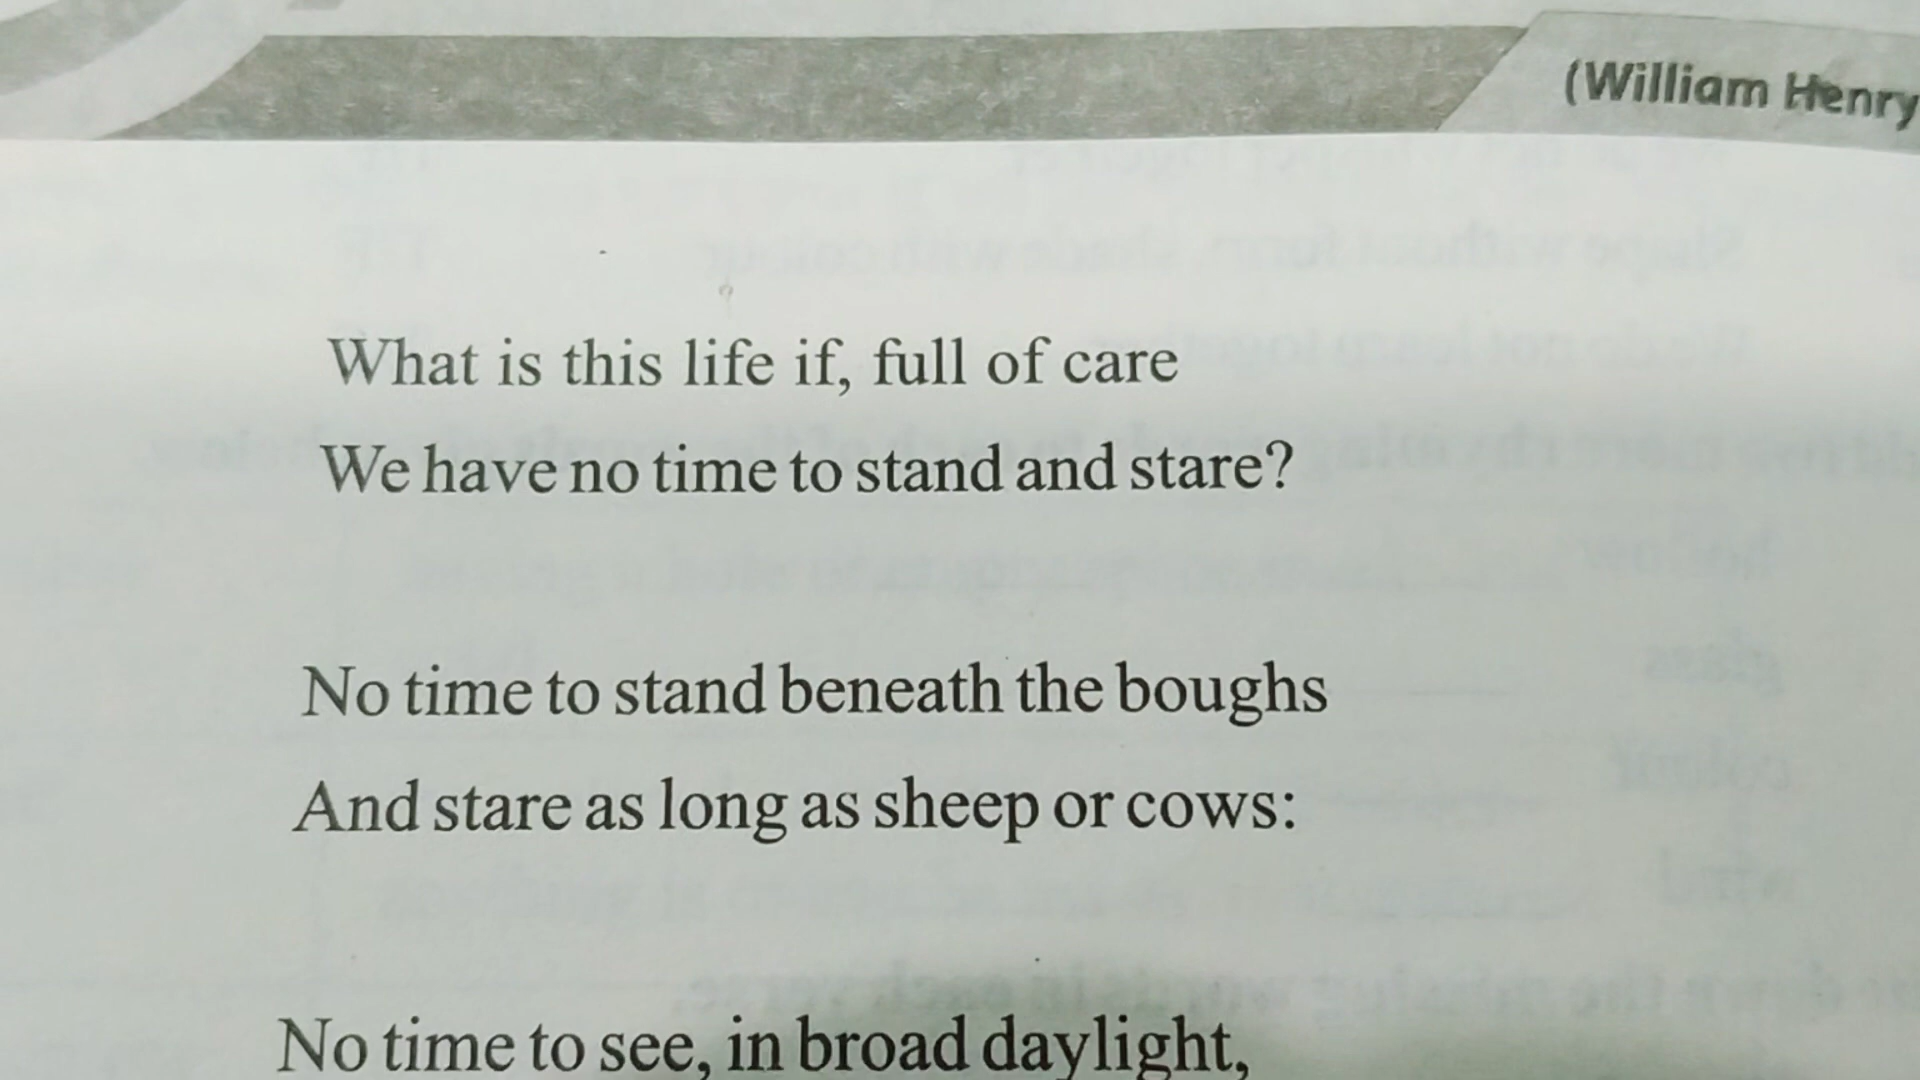 (William Henry
What is this life if, full of care
We have no time to stand and stare?
No time to stand beneath the boughs
And stare as long as sheep or cows:
No time to see, in broad daylight,